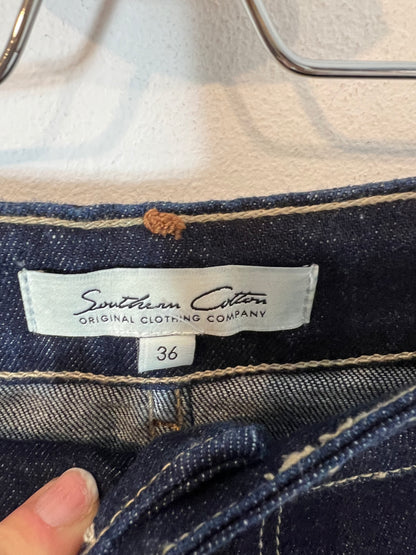 Southern Cotton
ORIGINAL CLOTHING COMPANY
36